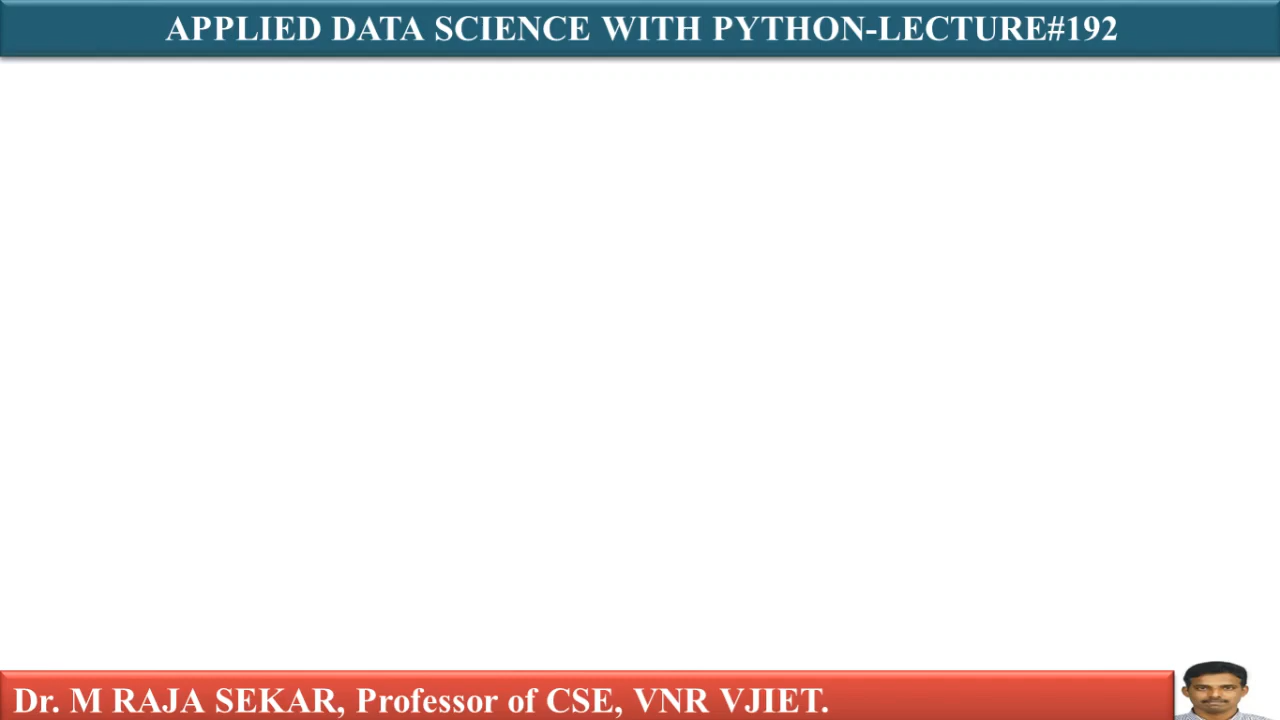 APPLIED DATA SCIENCE WITH PYTHON-LECTURE#192
Dr. M RAJA SEKAR, Professor of CSE, VNR VJIET.